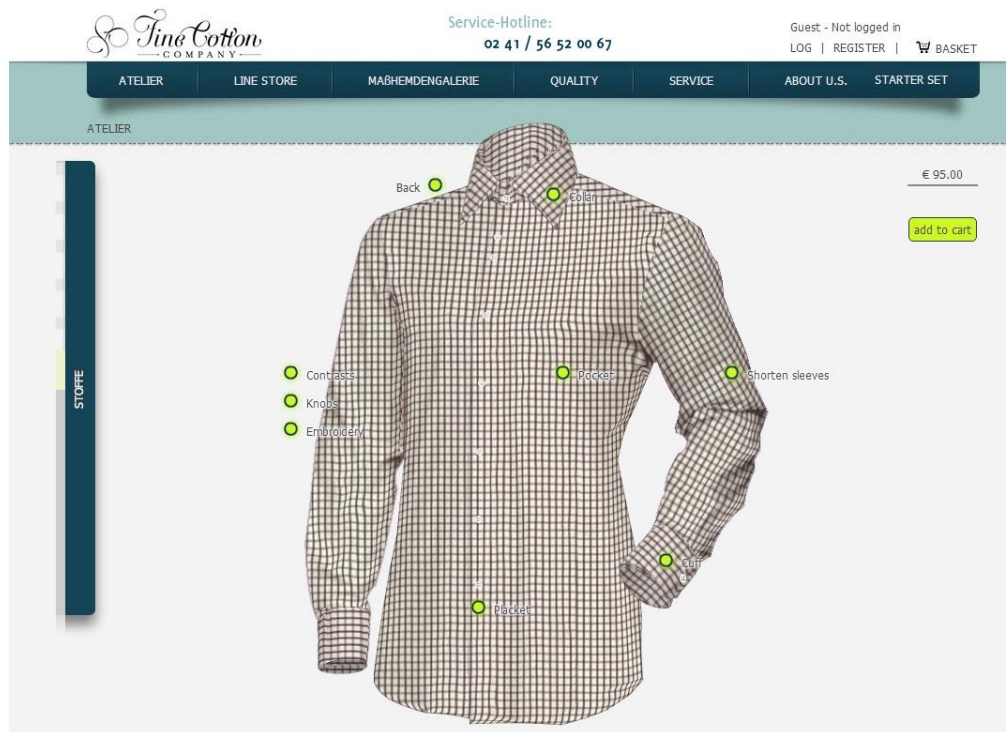 Fine Cotton
COMPANY
Service-Hotline:
02 41 / 56 52 00 67
Guest - Not logged in
LOG | REGISTER | BASKET
ATELIER LINE STORE MAßHEMDENGALERIE QUALITY SERVICE ABOUT U.S. STARTER SET
ATELIER
€ 95.00
add to cart
STOFFE
Back
Collar
Contrasts
Pocket
Shorten sleeves
Knobs
Embroidery
Cuff
Placket